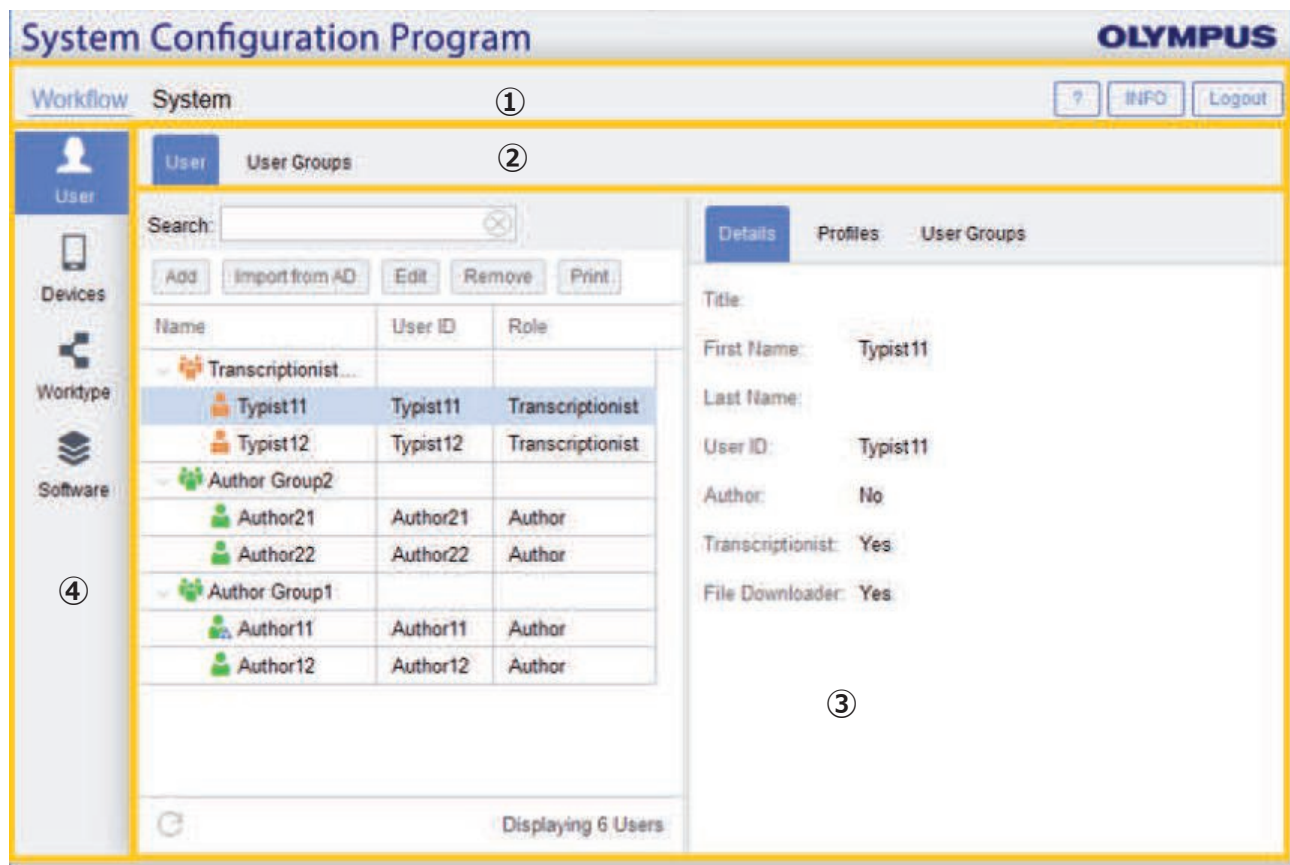 System Configuration Program OLYMPUS
Workflow System ① ? INFO Logout
User User Groups ②
User
Devices
Worktype
Software
④
Search:
Add Import from AD Edit Remove Print
Name User ID Role
Transcriptionist...
Typist11 Typist11 Transcriptionist
Typist12 Typist12 Transcriptionist
Author Group2
Author21 Author21 Author
Author22 Author22 Author
Author Group1
Author11 Author11 Author
Author12 Author12 Author
Displaying 6 Users
Details Profiles User Groups
Title:
First Name: Typist11
Last Name:
User ID: Typist11
Author: No
Transcriptionist: Yes
File Downloader: Yes
③